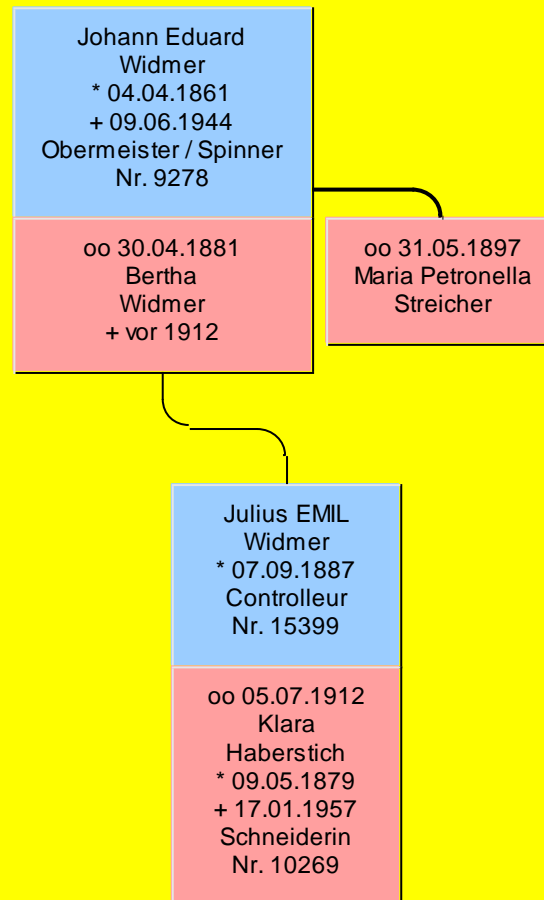 Johann Eduard
Widmer
* 04.04.1861
+ 09.06.1944
Obermeister / Spinner
Nr. 9278
oo 30.04.1881
Bertha
Widmer
+ vor 1912
oo 31.05.1897
Maria Petronella
Streicher
Julius EMIL
Widmer
* 07.09.1887
Controlleur
Nr. 15399
oo 05.07.1912
Klara
Haberstich
* 09.05.1879
+ 17.01.1957
Schneiderin
Nr. 10269